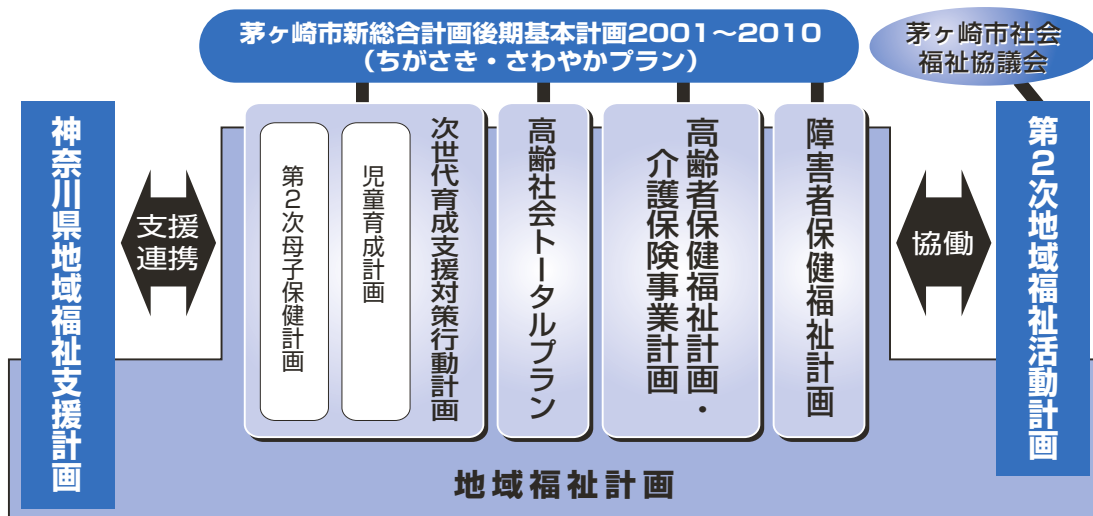 茅ヶ崎市新総合計画後期基本計画2001〜2010
（ちがさき・さわやかプラン）
茅ヶ崎市社会
福祉協議会
神奈川県地域福祉支援計画
支援
連携
第２次母子保健計画
児童育成計画
次世代育成支援対策行動計画
高齢社会トータルプラン
高齢者保健福祉計画・
介護保険事業計画
障害者保健福祉計画
協働
第２次地域福祉活動計画
地域福祉計画